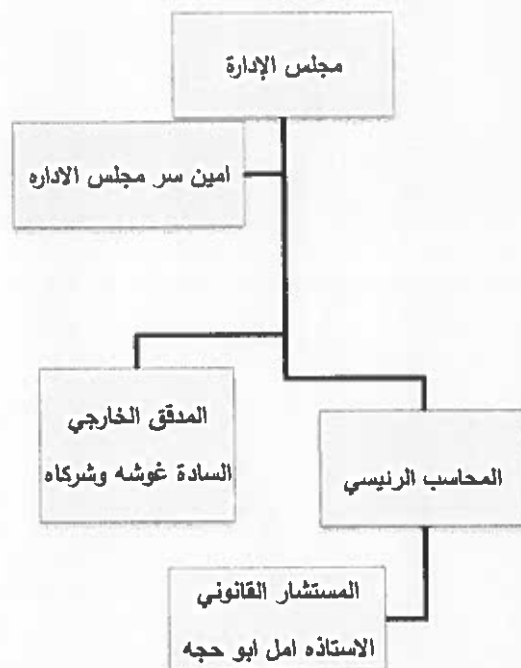 مجلس الإدارة
امين سر مجلس الاداره
المدقق الخارجي
السادة غوشه وشركاه
المحاسب الرئيسي
المستشار القانوني
الاستاذه امل ابو حجه